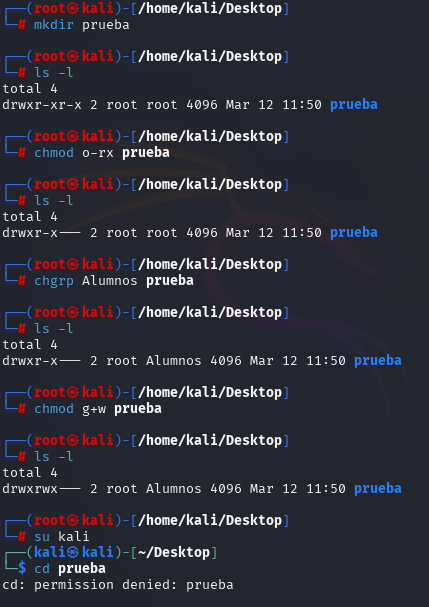 ┌──(root㉿kali)-[/home/kali/Desktop]
└─# mkdir prueba
┌──(root㉿kali)-[/home/kali/Desktop]
└─# ls -l
total 4
drwxr-xr-x 2 root root 4096 Mar 12 11:50 prueba
┌──(root㉿kali)-[/home/kali/Desktop]
└─# chmod o-rx prueba
┌──(root㉿kali)-[/home/kali/Desktop]
└─# ls -l
total 4
drwxr-x--- 2 root root 4096 Mar 12 11:50 prueba
┌──(root㉿kali)-[/home/kali/Desktop]
└─# chgrp Alumnos prueba
┌──(root㉿kali)-[/home/kali/Desktop]
└─# ls -l
total 4
drwxr-x--- 2 root Alumnos 4096 Mar 12 11:50 prueba
┌──(root㉿kali)-[/home/kali/Desktop]
└─# chmod g+w prueba
┌──(root㉿kali)-[/home/kali/Desktop]
└─# ls -l
total 4
drwxrwx--- 2 root Alumnos 4096 Mar 12 11:50 prueba
┌──(root㉿kali)-[/home/kali/Desktop]
└─# su kali
┌──(kali㉿kali)-[~/Desktop]
└─$ cd prueba
cd: permission denied: prueba